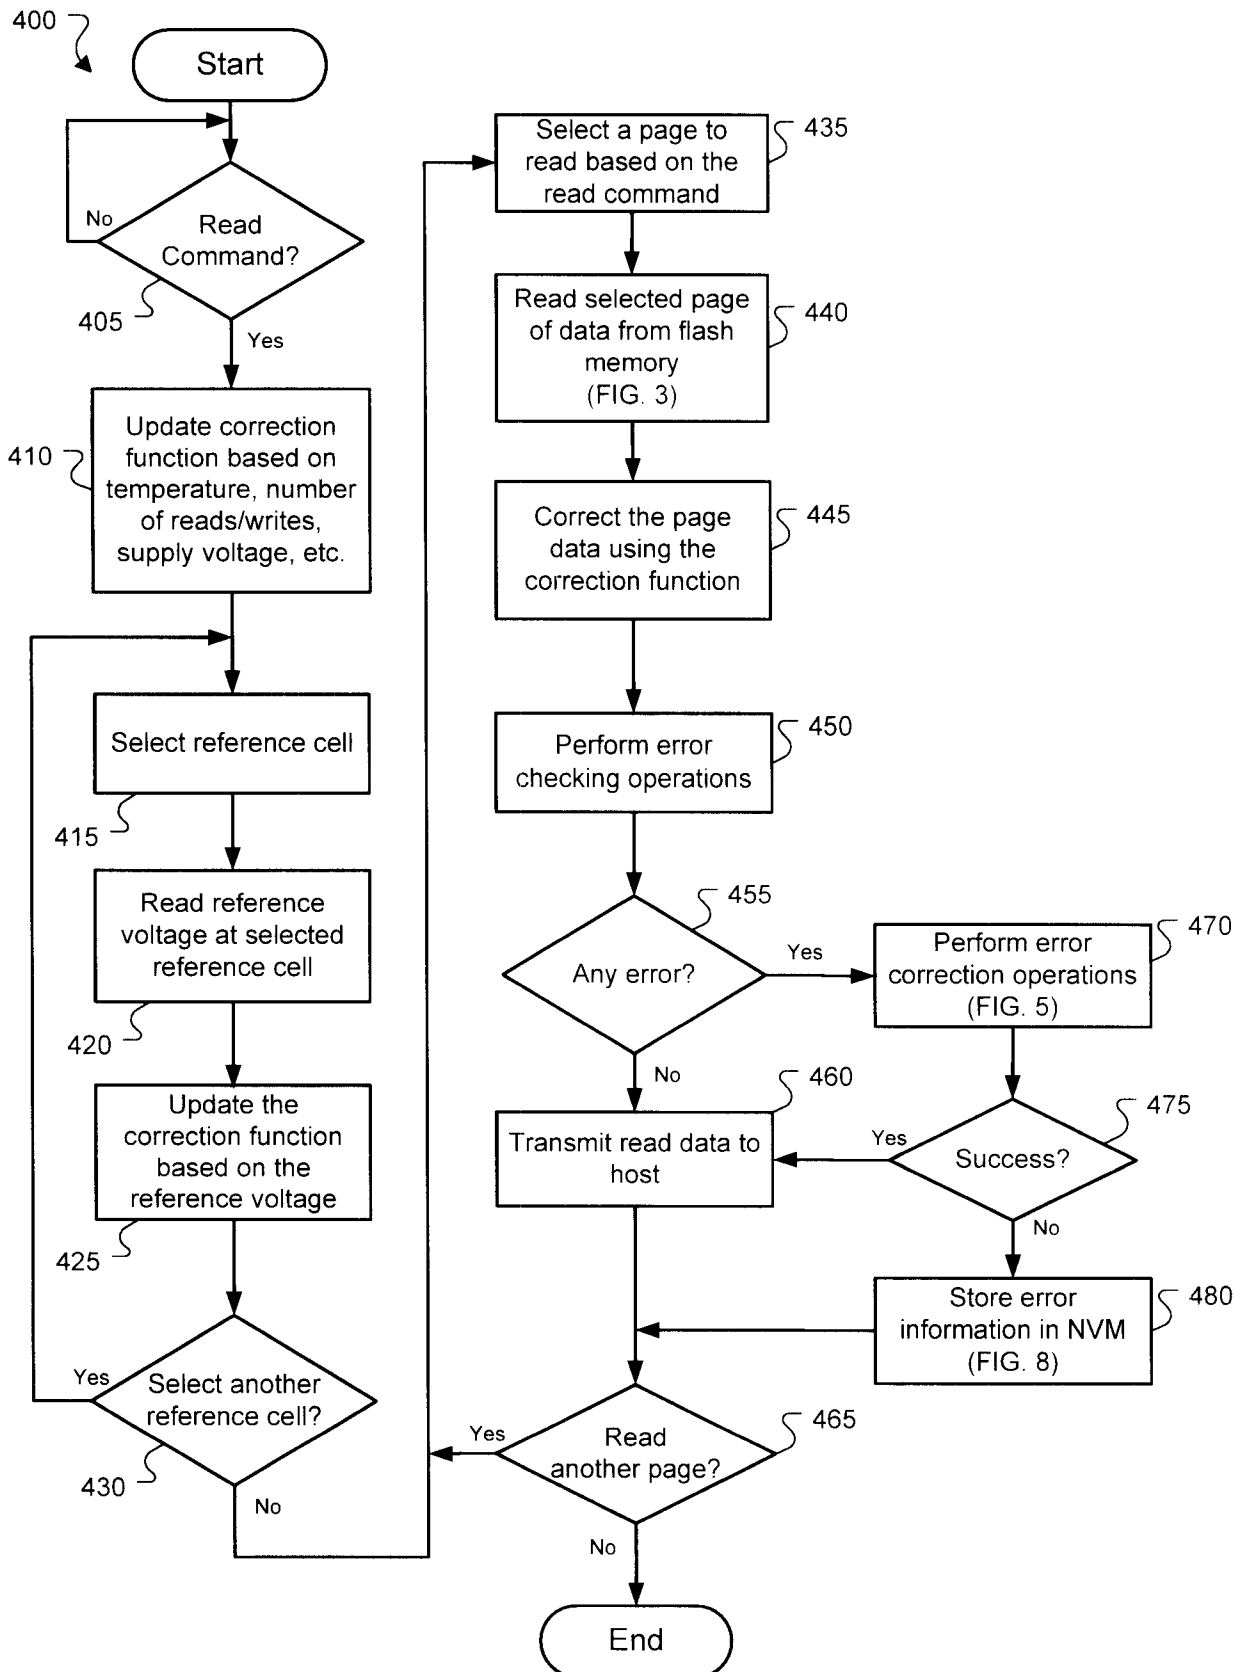 400
Start
No
Read
Command?
405
Yes
410
Update correction
function based on
temperature, number
of reads/writes,
supply voltage, etc.
Select reference cell
415
Read reference
voltage at selected
reference cell
420
Update the
correction function
based on the
reference voltage
425
Yes
Select another
reference cell?
430
No
Select a page to
read based on the
read command
435
Read selected page
of data from flash
memory
(FIG. 3)
440
Correct the page
data using the
correction function
445
Perform error
checking operations
450
Any error?
455
Yes
No
Perform error
correction operations
(FIG. 5)
470
Transmit read data to
host
460
Success?
475
Yes
No
Store error
information in NVM
(FIG. 8)
480
Read
another page?
465
Yes
No
End